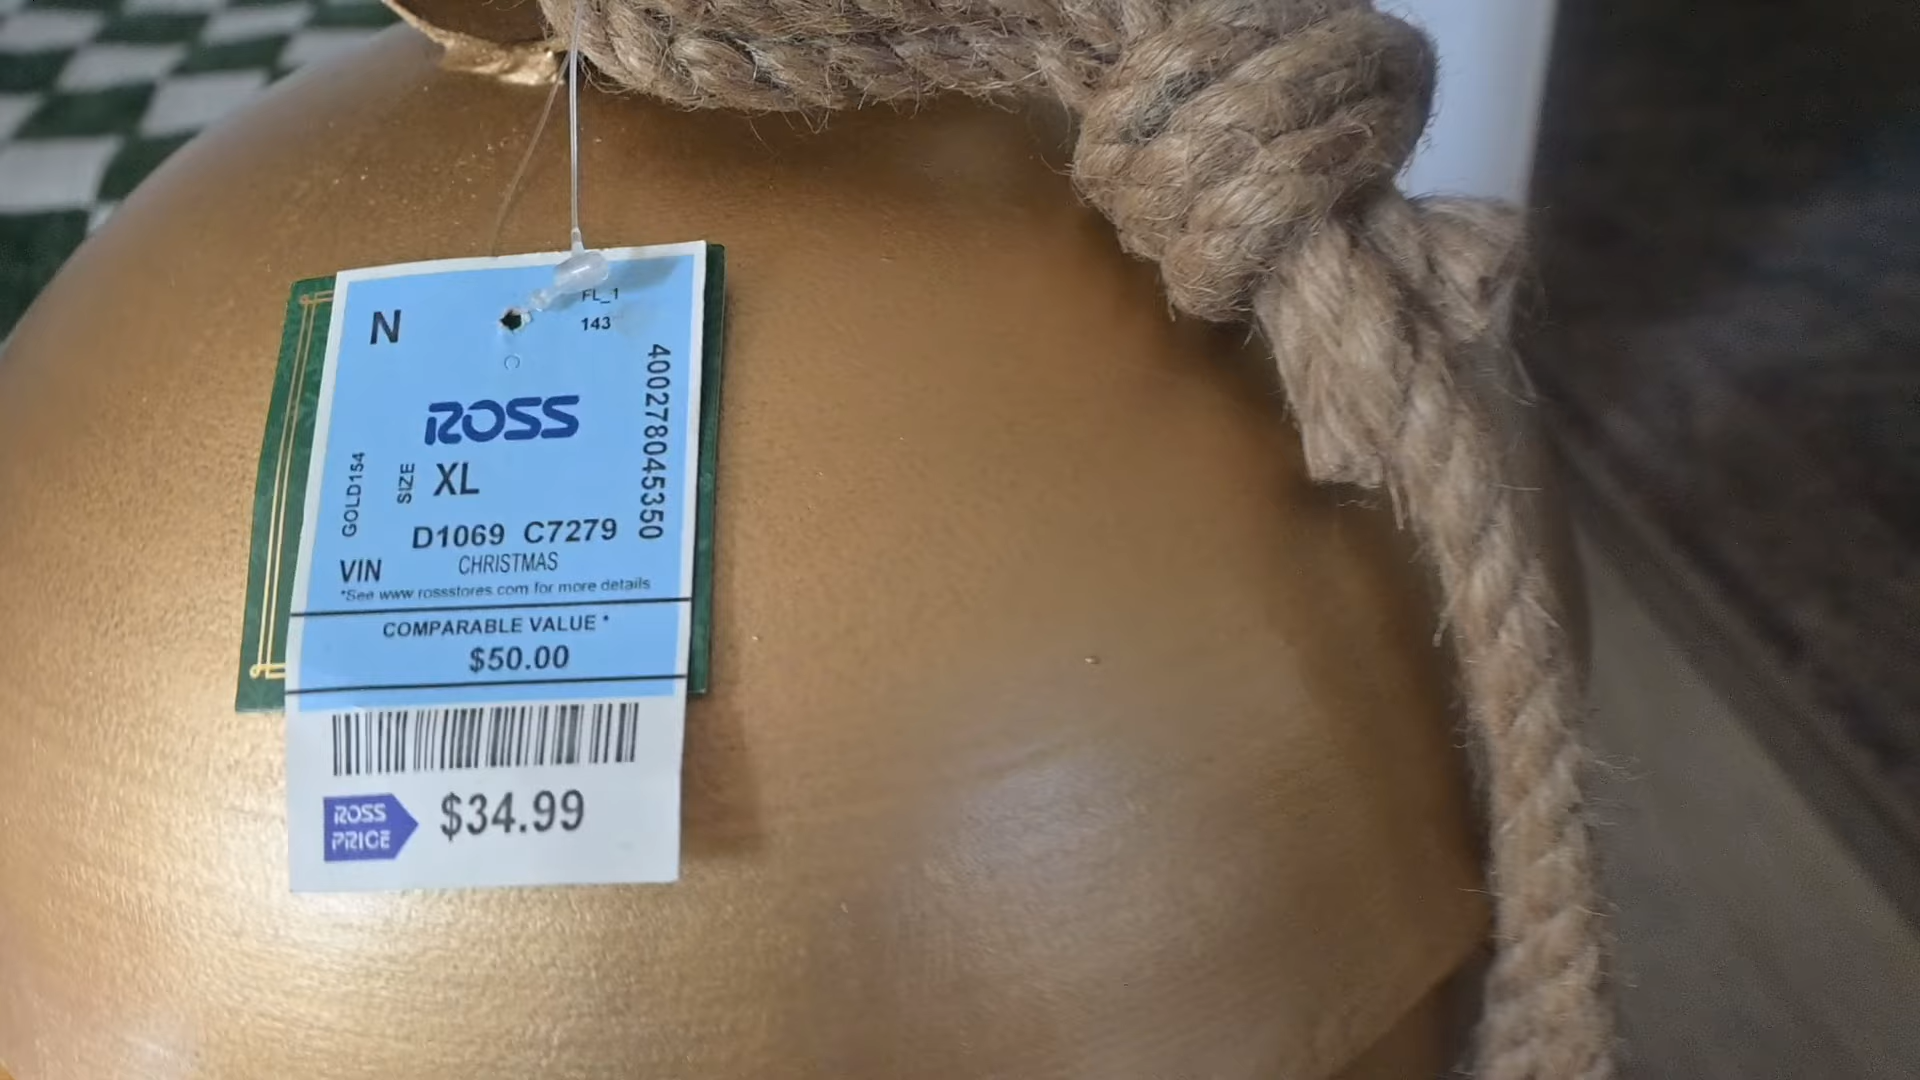 N
FL_1
143
400278045350
ROSS
GOLD154
SIZE XL
D1069 C7279
VIN CHRISTMAS
*See www.rossstores.com for more details
COMPARABLE VALUE *
$50.00
ROSS
PRICE
$34.99